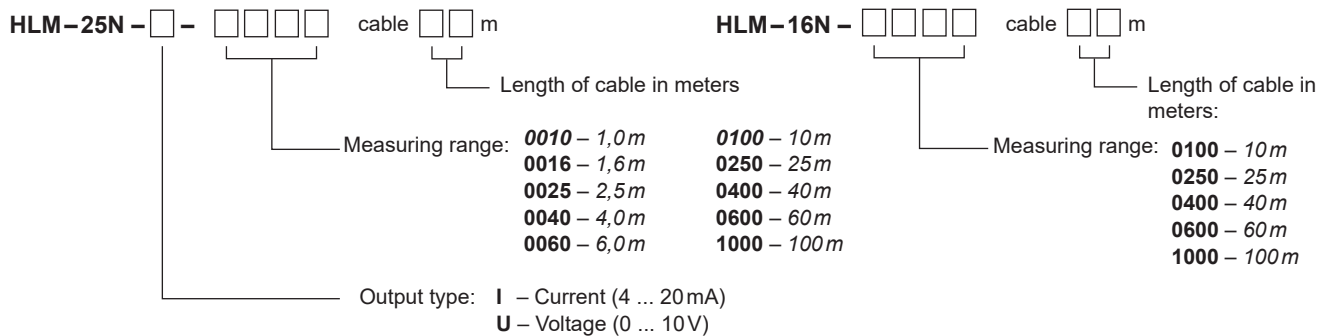 HLM–25N – □ – □□□□ cable □□ m
Length of cable in meters
Measuring range:
0010 – 1,0 m
0016 – 1,6 m
0025 – 2,5 m
0040 – 4,0 m
0060 – 6,0 m
0100 – 10 m
0250 – 25 m
0400 – 40 m
0600 – 60 m
1000 – 100 m
Output type: I – Current (4 ... 20 mA)
U – Voltage (0 ... 10 V)
HLM–16N – □□□□ cable □□ m
Length of cable in
meters:
Measuring range:
0100 – 10 m
0250 – 25 m
0400 – 40 m
0600 – 60 m
1000 – 100 m